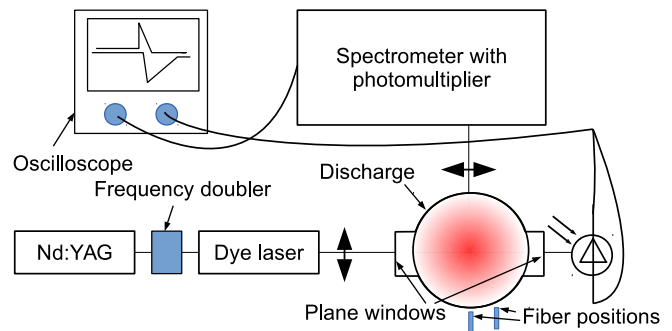 Spectrometer with
photomultiplier
Oscilloscope
Frequency doubler
Discharge
Nd:YAG
Dye laser
Plane windows
Fiber positions